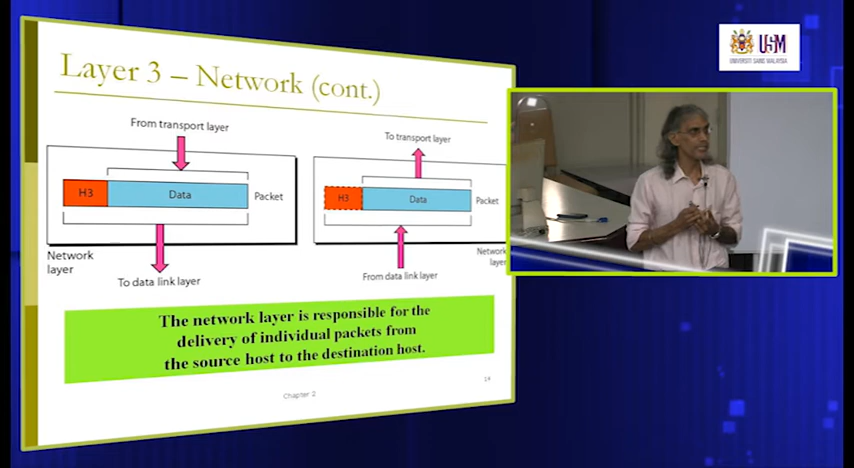 Layer 3 – Network (cont.)
From transport layer
H3
Data
Packet
Network
layer
To data link layer
To transport layer
H3
Data
Packet
Network
layer
From data link layer
The network layer is responsible for the
delivery of individual packets from
the source host to the destination host.
Chapter 2
19
USM
UNIVERSITI SAINS MALAYSIA